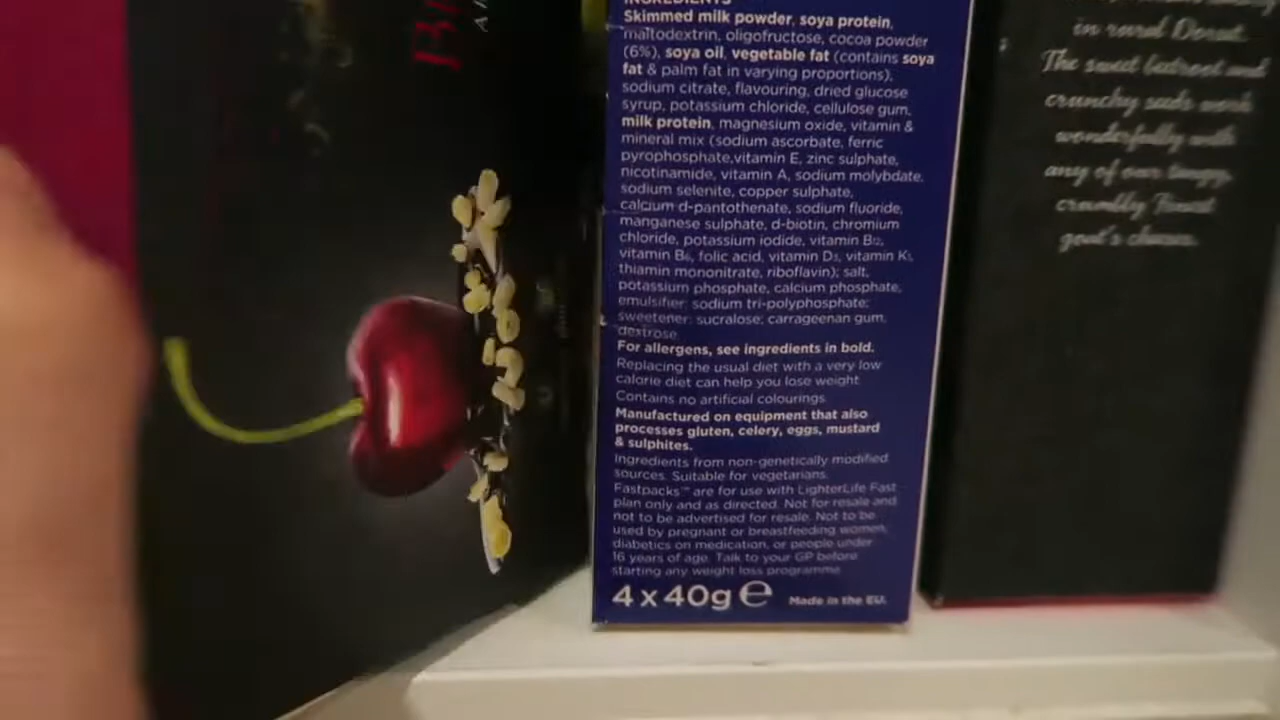 INGREDIENTS
Skimmed milk powder, soya protein,
maltodextrin, oligofructose, cocoa powder
(6%), soya oil, vegetable fat (contains soya
fat & palm fat in varying proportions),
sodium citrate, flavouring, dried glucose
syrup, potassium chloride, cellulose gum,
milk protein, magnesium oxide, vitamin &
mineral mix (sodium ascorbate, ferric
pyrophosphate,vitamin E, zinc sulphate,
nicotinamide, vitamin A, sodium molybdate,
sodium selenite, copper sulphate,
calcium d-pantothenate, sodium fluoride,
manganese sulphate, d-biotin, chromium
chloride, potassium iodide, vitamin B12,
vitamin B6, folic acid, vitamin D3, vitamin K1,
thiamin mononitrate, riboflavin); salt,
potassium phosphate, calcium phosphate,
emulsifier: sodium tri-polyphosphate;
sweetener: sucralose; carrageenan gum,
dextrose.
For allergens, see ingredients in bold.
Replacing the usual diet with a very low
calorie diet can help you lose weight
Contains no artificial colourings
Manufactured on equipment that also
processes gluten, celery, eggs, mustard
& sulphites.
Ingredients from non-genetically modified
sources. Suitable for vegetarians.
Fastpacks™ are for use with LighterLife Fast
plan only and as directed. Not for resale and
not to be advertised for resale. Not to be
used by pregnant or breastfeeding women,
diabetics on medication, or people under
16 years of age. Talk to your GP before
starting any weight loss programme.
4 x 40g e Made in the EU.
in rural Dorset.
The sweet beetroot and
crunchy seeds work
wonderfully with
any of our tangy,
crumbly Finest
goat's cheeses.